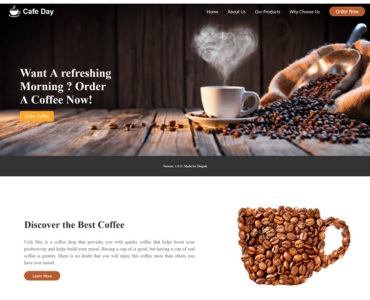 Cafe Day
Home About Us Our Products Why Choose Us Order Now
Want A refreshing
Morning ? Order
A Coffee Now!
Order Coffee
Version: 1.0.0 | Made by Deepak
Discover the Best Coffee
Cafe Day is a coffee shop that provides you with quality coffee that helps boost your
productivity and helps build your mood. Having a cup of is good, but having a cup of real
coffee is greater. There is no doubt that you will enjoy this coffee more than others you
have ever tasted
Learn More